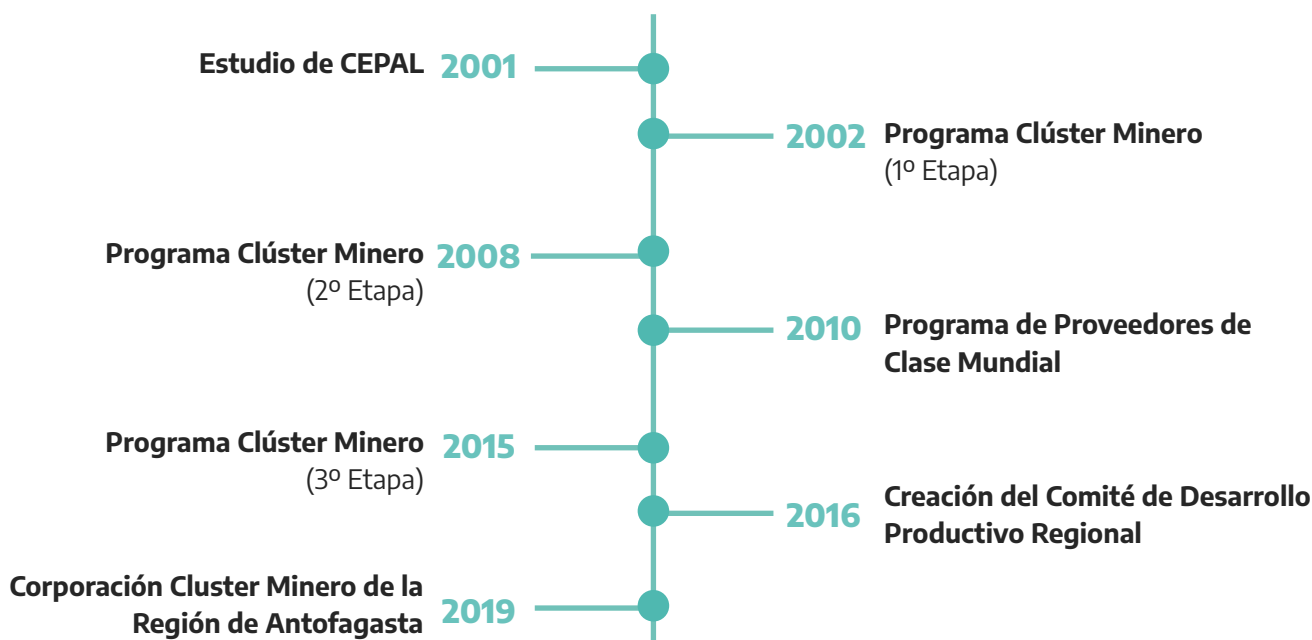 Estudio de CEPAL 2001
2002 Programa Clúster Minero
(1º Etapa)
Programa Clúster Minero 2008
(2º Etapa)
2010 Programa de Proveedores de
Clase Mundial
Programa Clúster Minero 2015
(3º Etapa)
2016 Creación del Comité de Desarrollo
Productivo Regional
Corporación Cluster Minero de la
Región de Antofagasta 2019